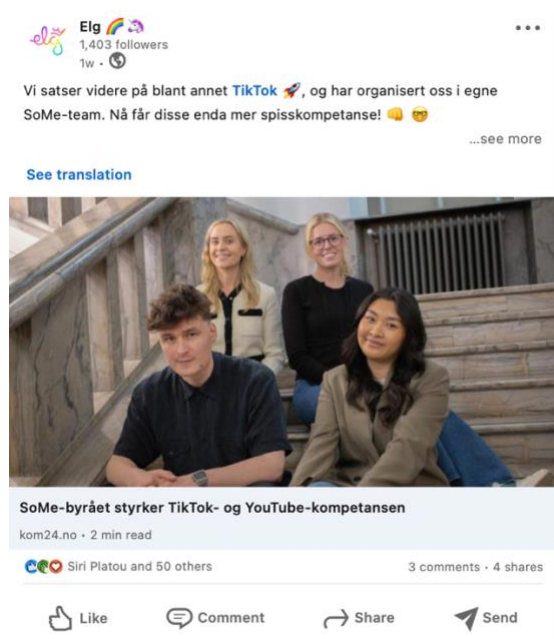 elg
Elg 🌈🦄
1,403 followers
1w •
Vi satser videre på blant annet TikTok 🚀, og har organisert oss i egne
SoMe-team. Nå får disse enda mer spisskompetanse! 👊 🤓
...see more
See translation
SoMe-byrået styrker TikTok- og YouTube-kompetansen
kom24.no • 2 min read
Siri Platou and 50 others
3 comments • 4 shares
Like
Comment
Share
Send